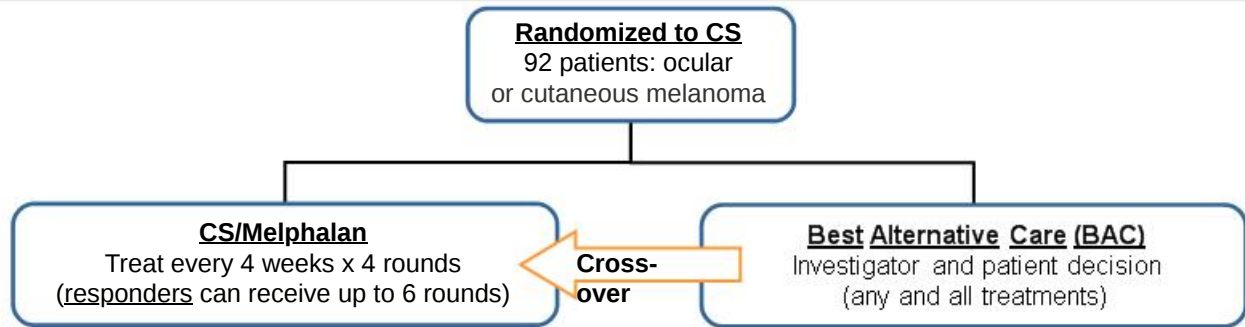 Randomized to CS
92 patients: ocular
or cutaneous melanoma
CS/Melphalan
Treat every 4 weeks x 4 rounds
(responders can receive up to 6 rounds)
Cross-
over
Best Alternative Care (BAC)
Investigator and patient decision
(any and all treatments)